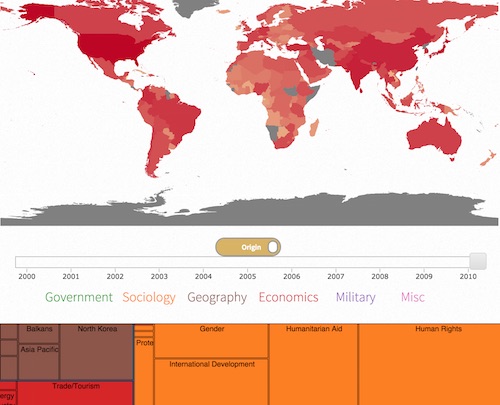 Origin
2000 2001 2002 2003 2004 2005 2006 2007 2008 2009 2010
Government Sociology Geography Economics Military Misc
Balkans North Korea Gender Humanitarian Aid Human Rights
Prote
Asia Pacific
International Development
Trade/Tourism
ergy